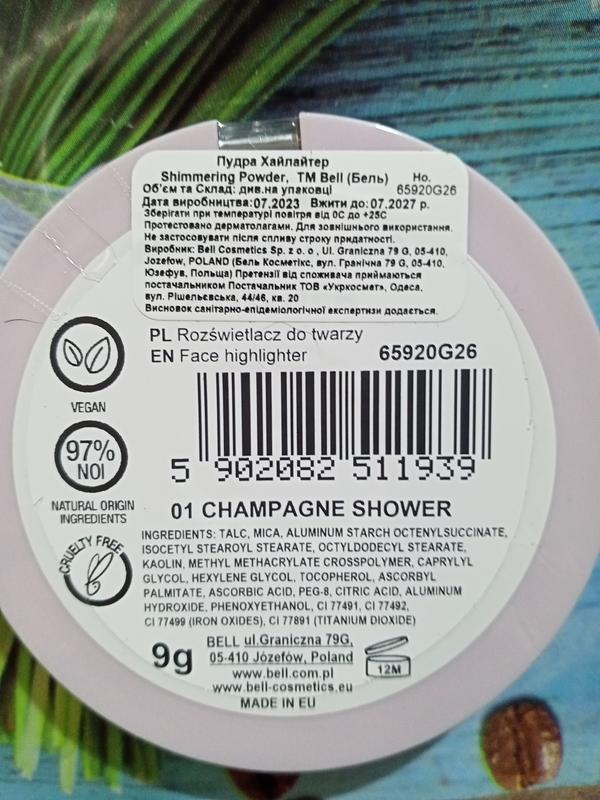 Пудра Хайлайтер
Shimmering Powder, TM Bell (Бель) Но.
Об'єм та Склад: див.на упаковці 65920G26
Дата виробництва:07.2023 Вжити до:07.2027 р.
Зберігати при температурі повітря від 0С до +25С
Протестовано дерматологами. Для зовнішнього використання.
Не застосовувати після спливу строку придатності.
Виробник: Bell Cosmetics Sp. z o. o , Ul. Graniczna 79 G, 05-410,
Jozefow, POLAND (Бель Косметікс, вул. Гранічна 79 G, 05-410,
Юзефув, Польща) Претензії від споживача приймаються
постачальником Постачальник ТОВ «Укркосмет», Одеса,
вул. Рішельєвська, 44/46, кв. 20
Висновок санітарно-епідеміологічної експертизи додається.
PL Rozświetlacz do twarzy
EN Face highlighter 65920G26
VEGAN
97%
NOI
NATURAL ORIGIN
INGREDIENTS
CRUELTY FREE
5 902082 511939
01 CHAMPAGNE SHOWER
INGREDIENTS: TALC, MICA, ALUMINUM STARCH OCTENYLSUCCINATE,
ISOCETYL STEAROYL STEARATE, OCTYLDODECYL STEARATE,
KAOLIN, METHYL METHACRYLATE CROSSPOLYMER, CAPRYLYL
GLYCOL, HEXYLENE GLYCOL, TOCOPHEROL, ASCORBYL
PALMITATE, ASCORBIC ACID, PEG-8, CITRIC ACID, ALUMINUM
HYDROXIDE, PHENOXYETHANOL, CI 77491, CI 77492,
CI 77499 (IRON OXIDES), CI 77891 (TITANIUM DIOXIDE)
9g
BELL ul.Graniczna 79G,
05-410 Józefów, Poland
www.bell.com.pl
www.bell-cosmetics.eu
MADE IN EU
12M